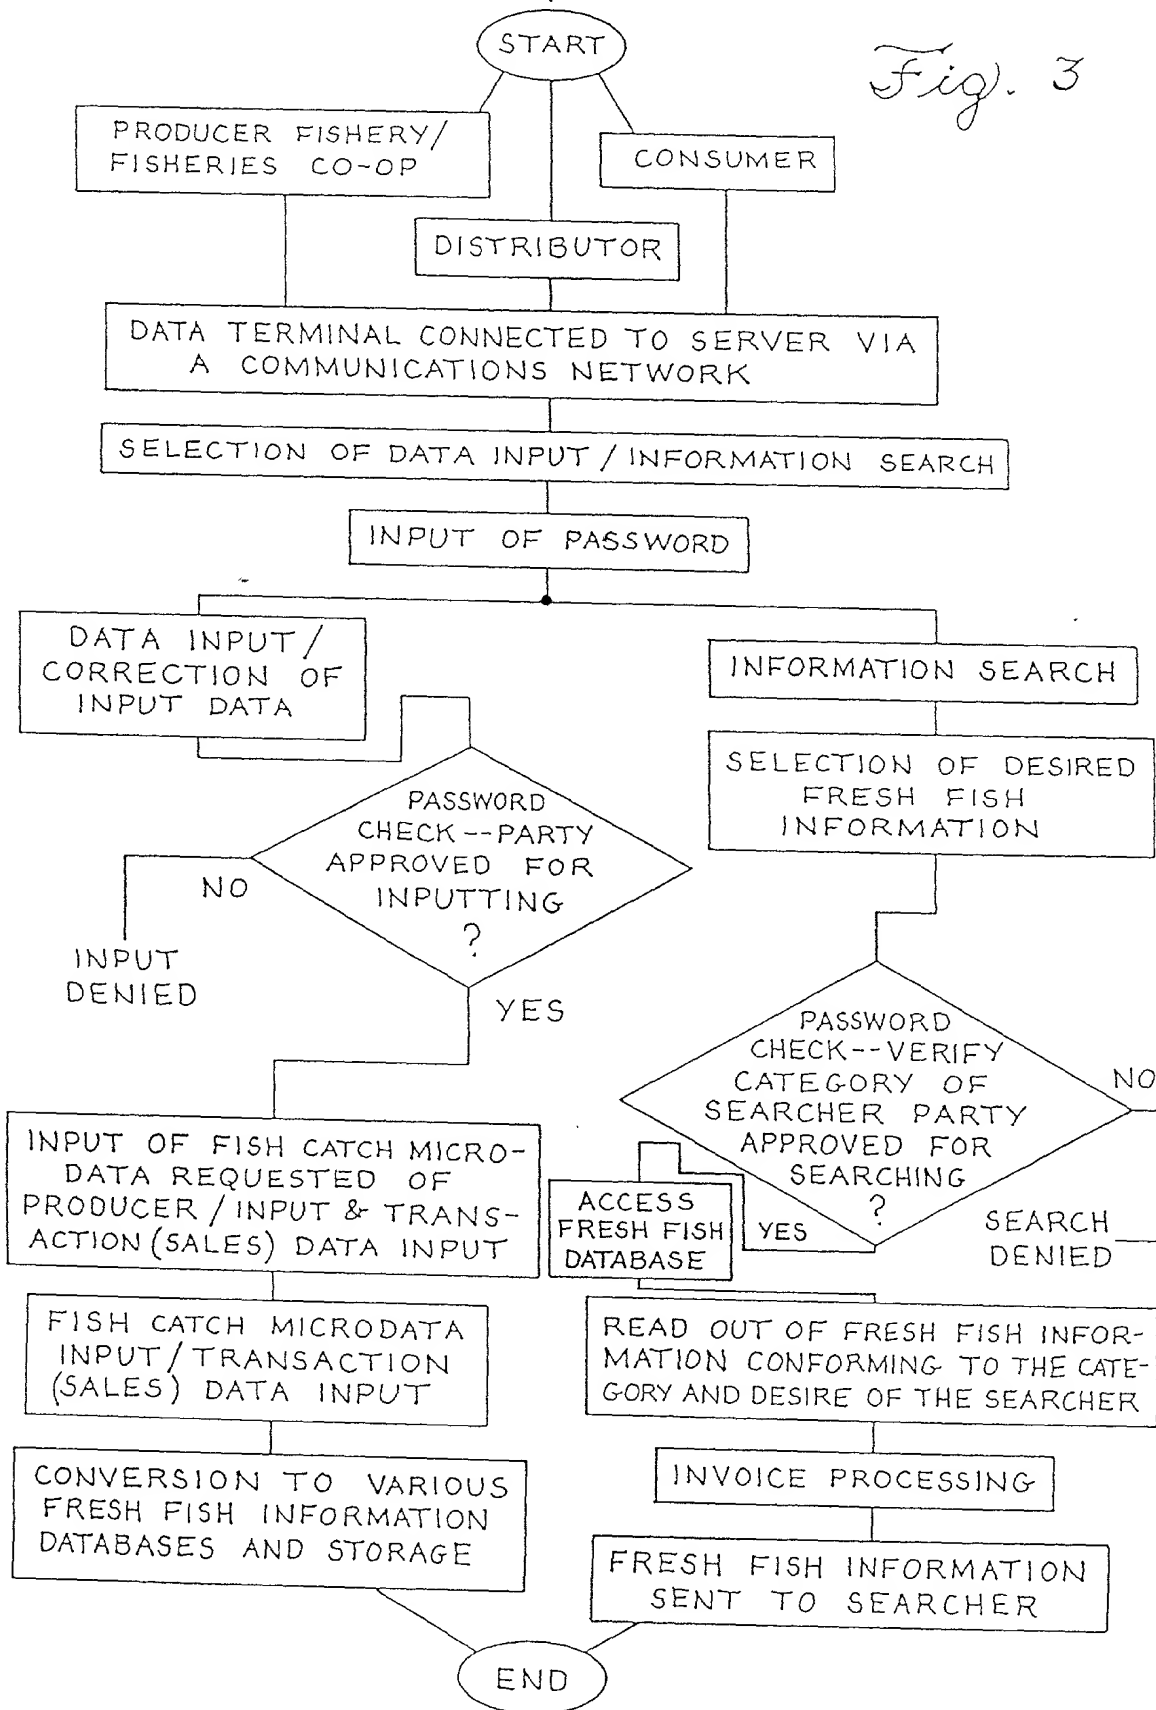 START
Fig. 3
PRODUCER FISHERY/
FISHERIES CO-OP
CONSUMER
DISTRIBUTOR
DATA TERMINAL CONNECTED TO SERVER VIA
A COMMUNICATIONS NETWORK
SELECTION OF DATA INPUT / INFORMATION SEARCH
INPUT OF PASSWORD
DATA INPUT/
CORRECTION OF
INPUT DATA
INFORMATION SEARCH
SELECTION OF DESIRED
FRESH FISH
INFORMATION
PASSWORD
CHECK--PARTY
APPROVED FOR
INPUTTING
?
NO
INPUT
DENIED
YES
PASSWORD
CHECK--VERIFY
CATEGORY OF
SEARCHER PARTY
APPROVED FOR
SEARCHING
?
NO
SEARCH
DENIED
YES
ACCESS
FRESH FISH
DATABASE
INPUT OF FISH CATCH MICRO-
DATA REQUESTED OF
PRODUCER / INPUT & TRANS-
ACTION (SALES) DATA INPUT
FISH CATCH MICRODATA
INPUT/TRANSACTION
(SALES) DATA INPUT
READ OUT OF FRESH FISH INFOR-
MATION CONFORMING TO THE CATE-
GORY AND DESIRE OF THE SEARCHER
CONVERSION TO VARIOUS
FRESH FISH INFORMATION
DATABASES AND STORAGE
INVOICE PROCESSING
FRESH FISH INFORMATION
SENT TO SEARCHER
END